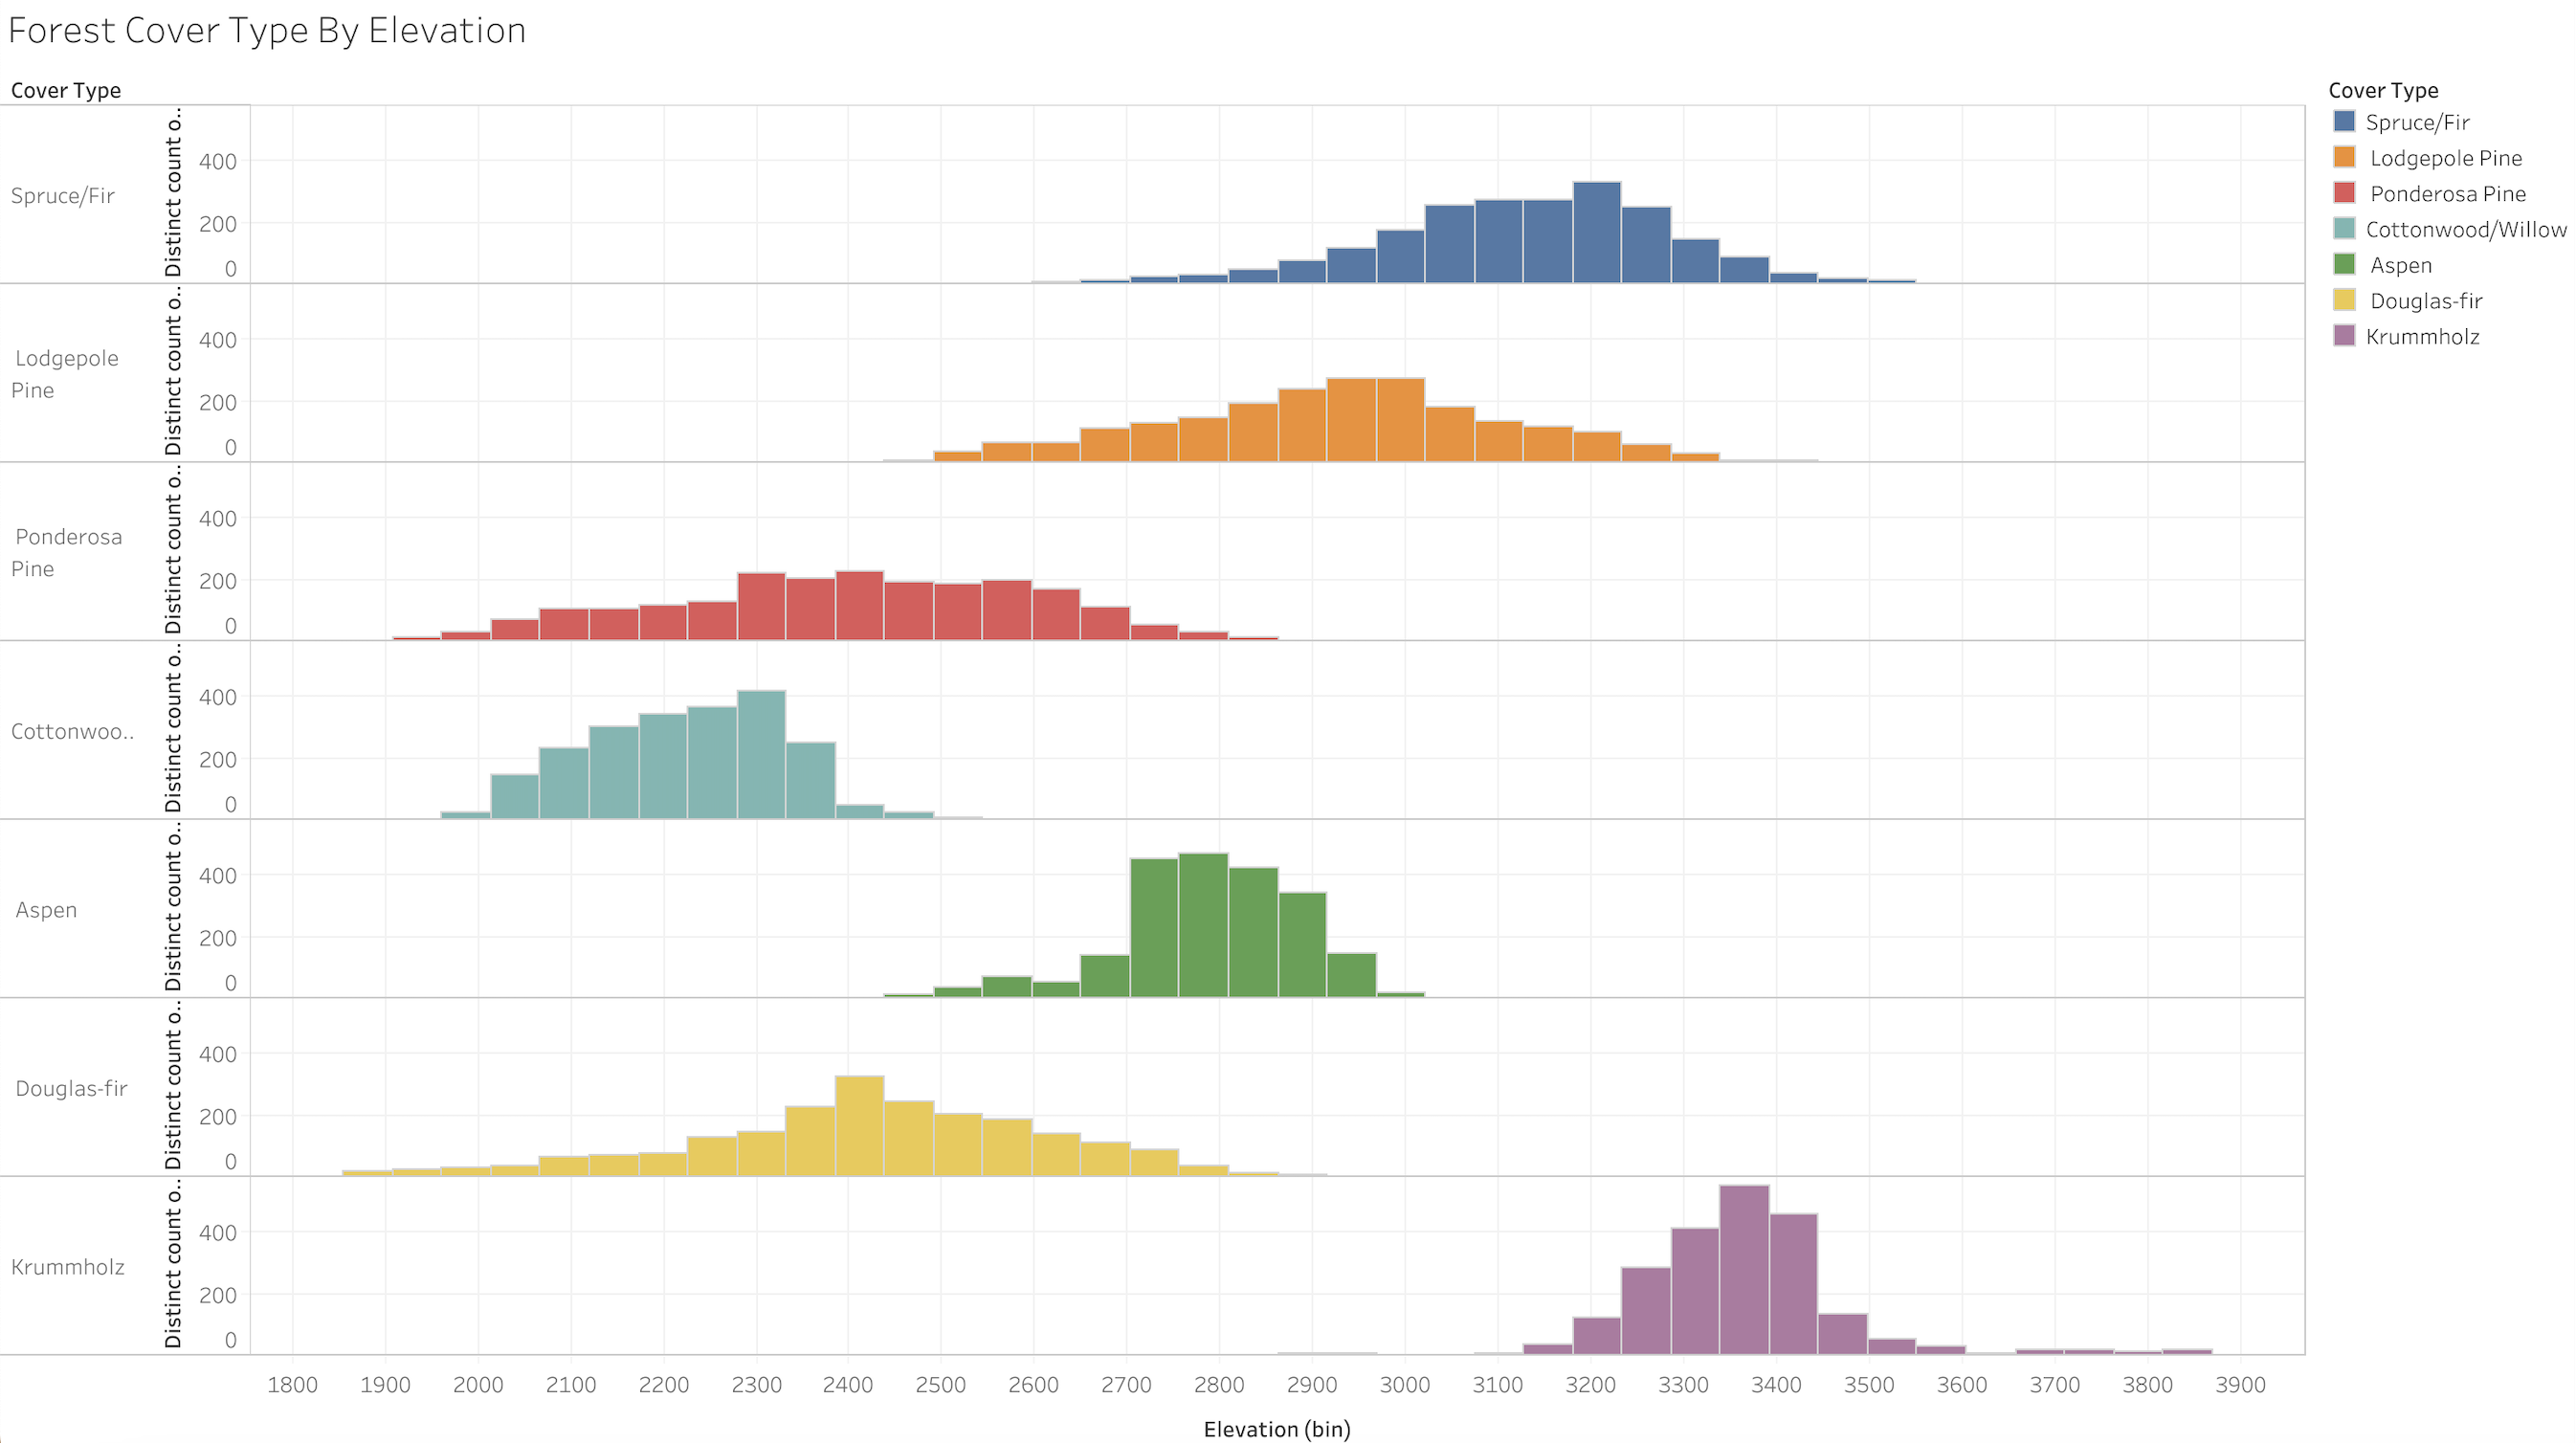 Forest Cover Type By Elevation
Cover Type
Spruce/Fir
Distinct count o..
400
200
0
Lodgepole
Pine
Distinct count o..
400
200
0
Ponderosa
Pine
Distinct count o..
400
200
0
Cottonwoo..
Distinct count o..
400
200
0
Aspen
Distinct count o..
400
200
0
Douglas-fir
Distinct count o..
400
200
0
Krummholz
Distinct count o..
400
200
0
1800 1900 2000 2100 2200 2300 2400 2500 2600 2700 2800 2900 3000 3100 3200 3300 3400 3500 3600 3700 3800 3900
Elevation (bin)
Cover Type
Spruce/Fir
Lodgepole Pine
Ponderosa Pine
Cottonwood/Willow
Aspen
Douglas-fir
Krummholz